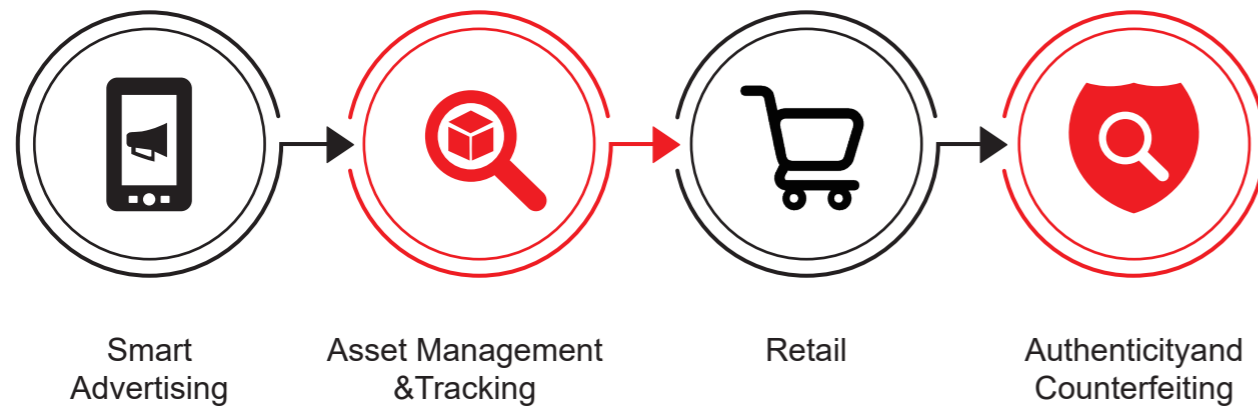 Smart
Advertising
Asset Management
&Tracking
Retail
Authenticityand
Counterfeiting